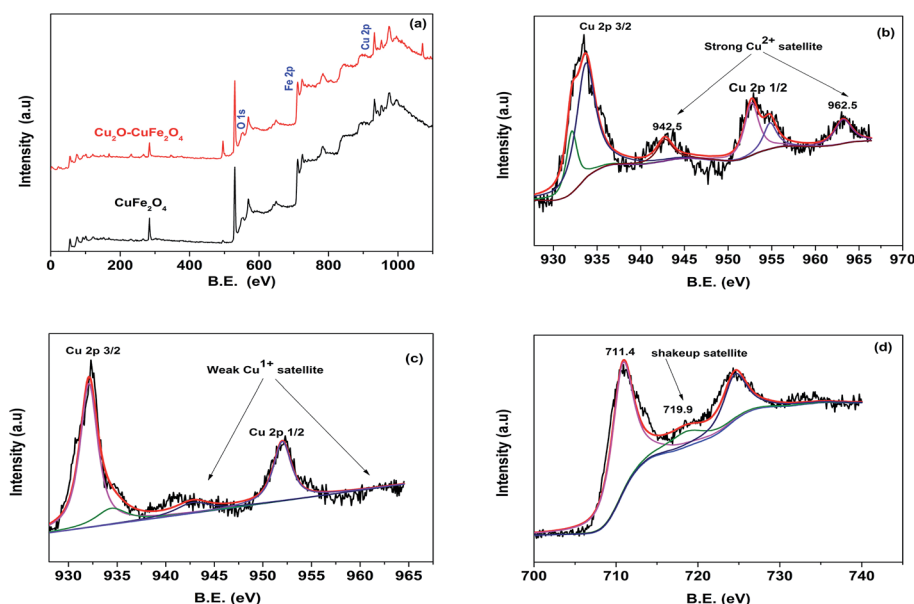 (a)
Cu 2p
Fe 2p
O 1s
Cu₂O-CuFe₂O₄
CuFe₂O₄
Intensity (a.u)
0 200 400 600 800 1000
B.E. (eV)
(b)
Cu 2p 3/2
Strong Cu²⁺ satellite
Cu 2p 1/2
942.5
962.5
Intensity (a.u)
930 935 940 945 950 955 960 965 970
B.E. (eV)
(c)
Cu 2p 3/2
Weak Cu¹⁺ satellite
Cu 2p 1/2
Intensity (a.u)
930 935 940 945 950 955 960 965
B.E. (eV)
(d)
711.4
shakeup satellite
719.9
Intensity (a.u)
700 710 720 730 740
B.E. (eV)